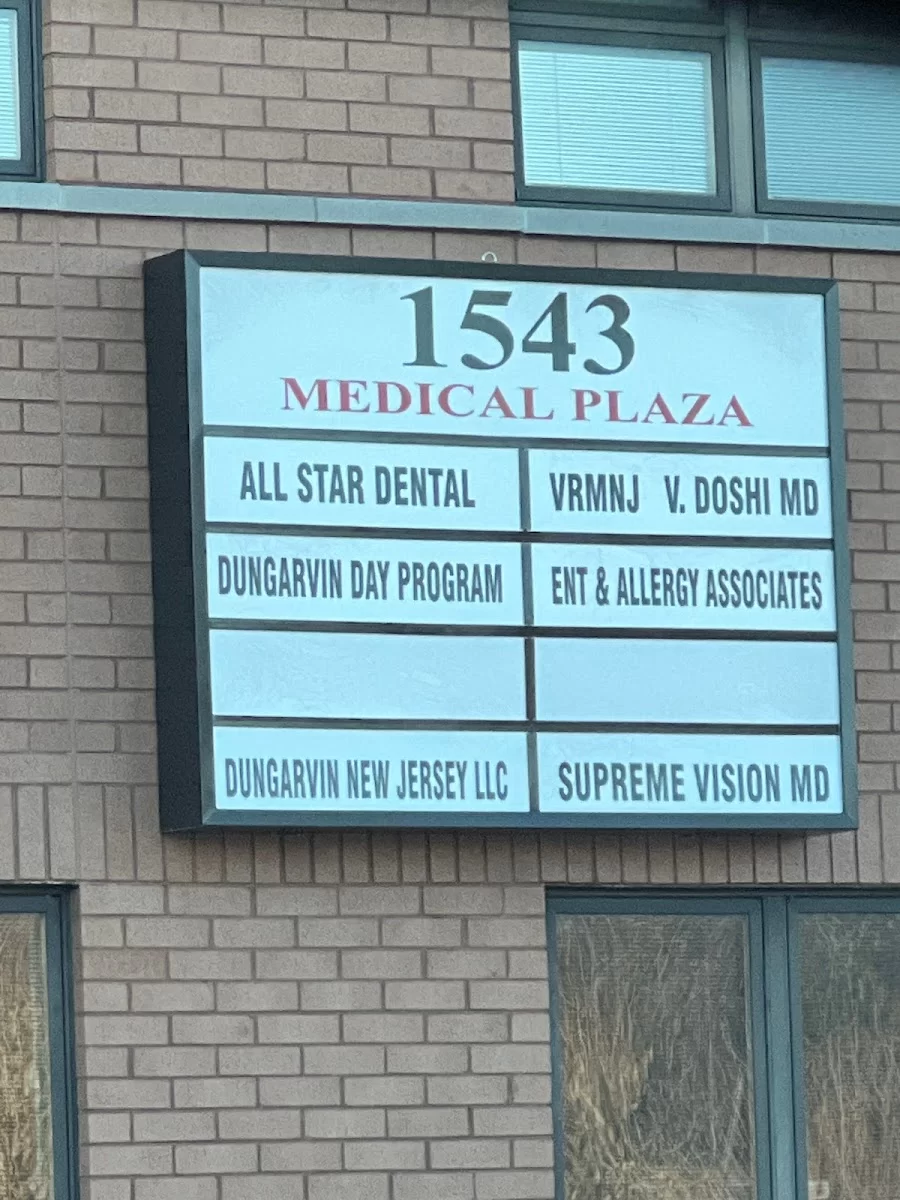 1543
MEDICAL PLAZA
ALL STAR DENTAL
VRMNJ V. DOSHI MD
DUNGARVIN DAY PROGRAM
ENT & ALLERGY ASSOCIATES
DUNGARVIN NEW JERSEY LLC
SUPREME VISION MD